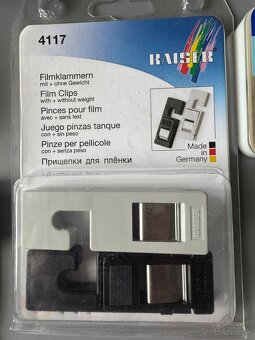 4117
KAISER
Filmklammern
mit + ohne Gewicht
Film Clips
with + without weight
Pinces pour film
avec + sans lest
Juego pinzas tanque
con + sin peso
Pinze per pellicole
con + senza peso
Прищепки для плёнки
Made in Germany
KAISER